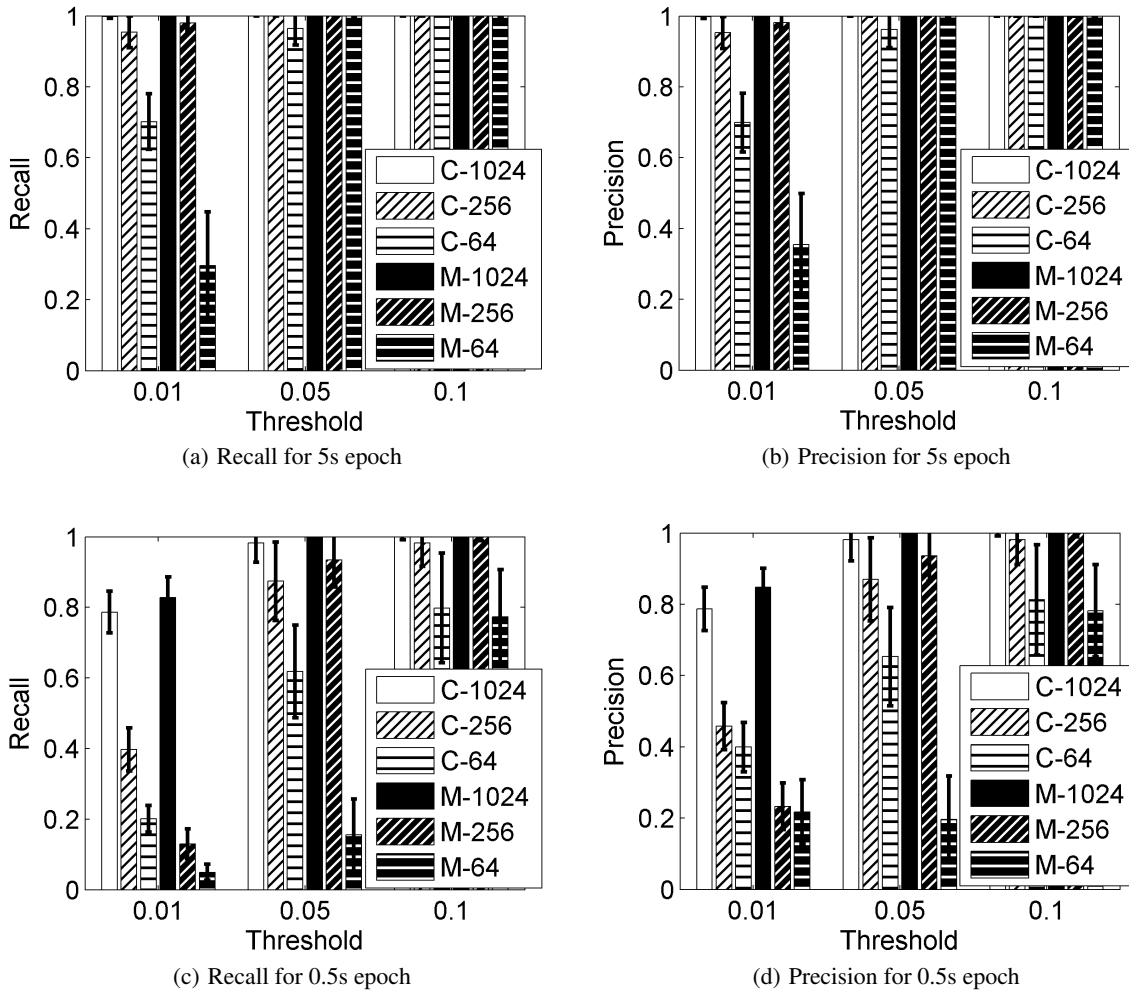 1
0.8
0.6
0.4
0.2
0
Recall
0.01
0.05
0.1
Threshold
C-1024
C-256
C-64
M-1024
M-256
M-64
(a) Recall for 5s epoch
1
0.8
0.6
0.4
0.2
0
Precision
0.01
0.05
0.1
Threshold
C-1024
C-256
C-64
M-1024
M-256
M-64
(b) Precision for 5s epoch
1
0.8
0.6
0.4
0.2
0
Recall
0.01
0.05
0.1
Threshold
C-1024
C-256
C-64
M-1024
M-256
M-64
(c) Recall for 0.5s epoch
1
0.8
0.6
0.4
0.2
0
Precision
0.01
0.05
0.1
Threshold
C-1024
C-256
C-64
M-1024
M-256
M-64
(d) Precision for 0.5s epoch